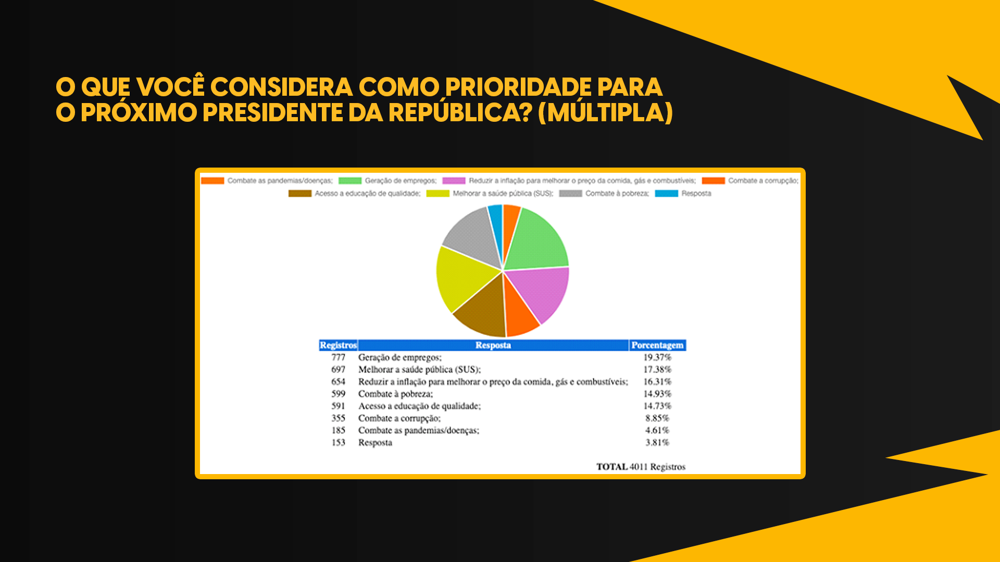 O QUE VOCÊ CONSIDERA COMO PRIORIDADE PARA
O PRÓXIMO PRESIDENTE DA REPÚBLICA? (MÚLTIPLA)
Combate as pandemias/doenças; Geração de empregos; Reduzir a inflação para melhorar o preço da comida, gás e combustíveis; Combate a corrupção;
Acesso a educação de qualidade; Melhorar a saúde pública (SUS); Combate à pobreza; Resposta
Registros Resposta Porcentagem
777 Geração de empregos; 19.37%
697 Melhorar a saúde pública (SUS); 17.38%
654 Reduzir a inflação para melhorar o preço da comida, gás e combustíveis; 16.31%
599 Combate à pobreza; 14.93%
591 Acesso a educação de qualidade; 14.73%
355 Combate a corrupção; 8.85%
185 Combate as pandemias/doenças; 4.61%
153 Resposta 3.81%
TOTAL 4011 Registros